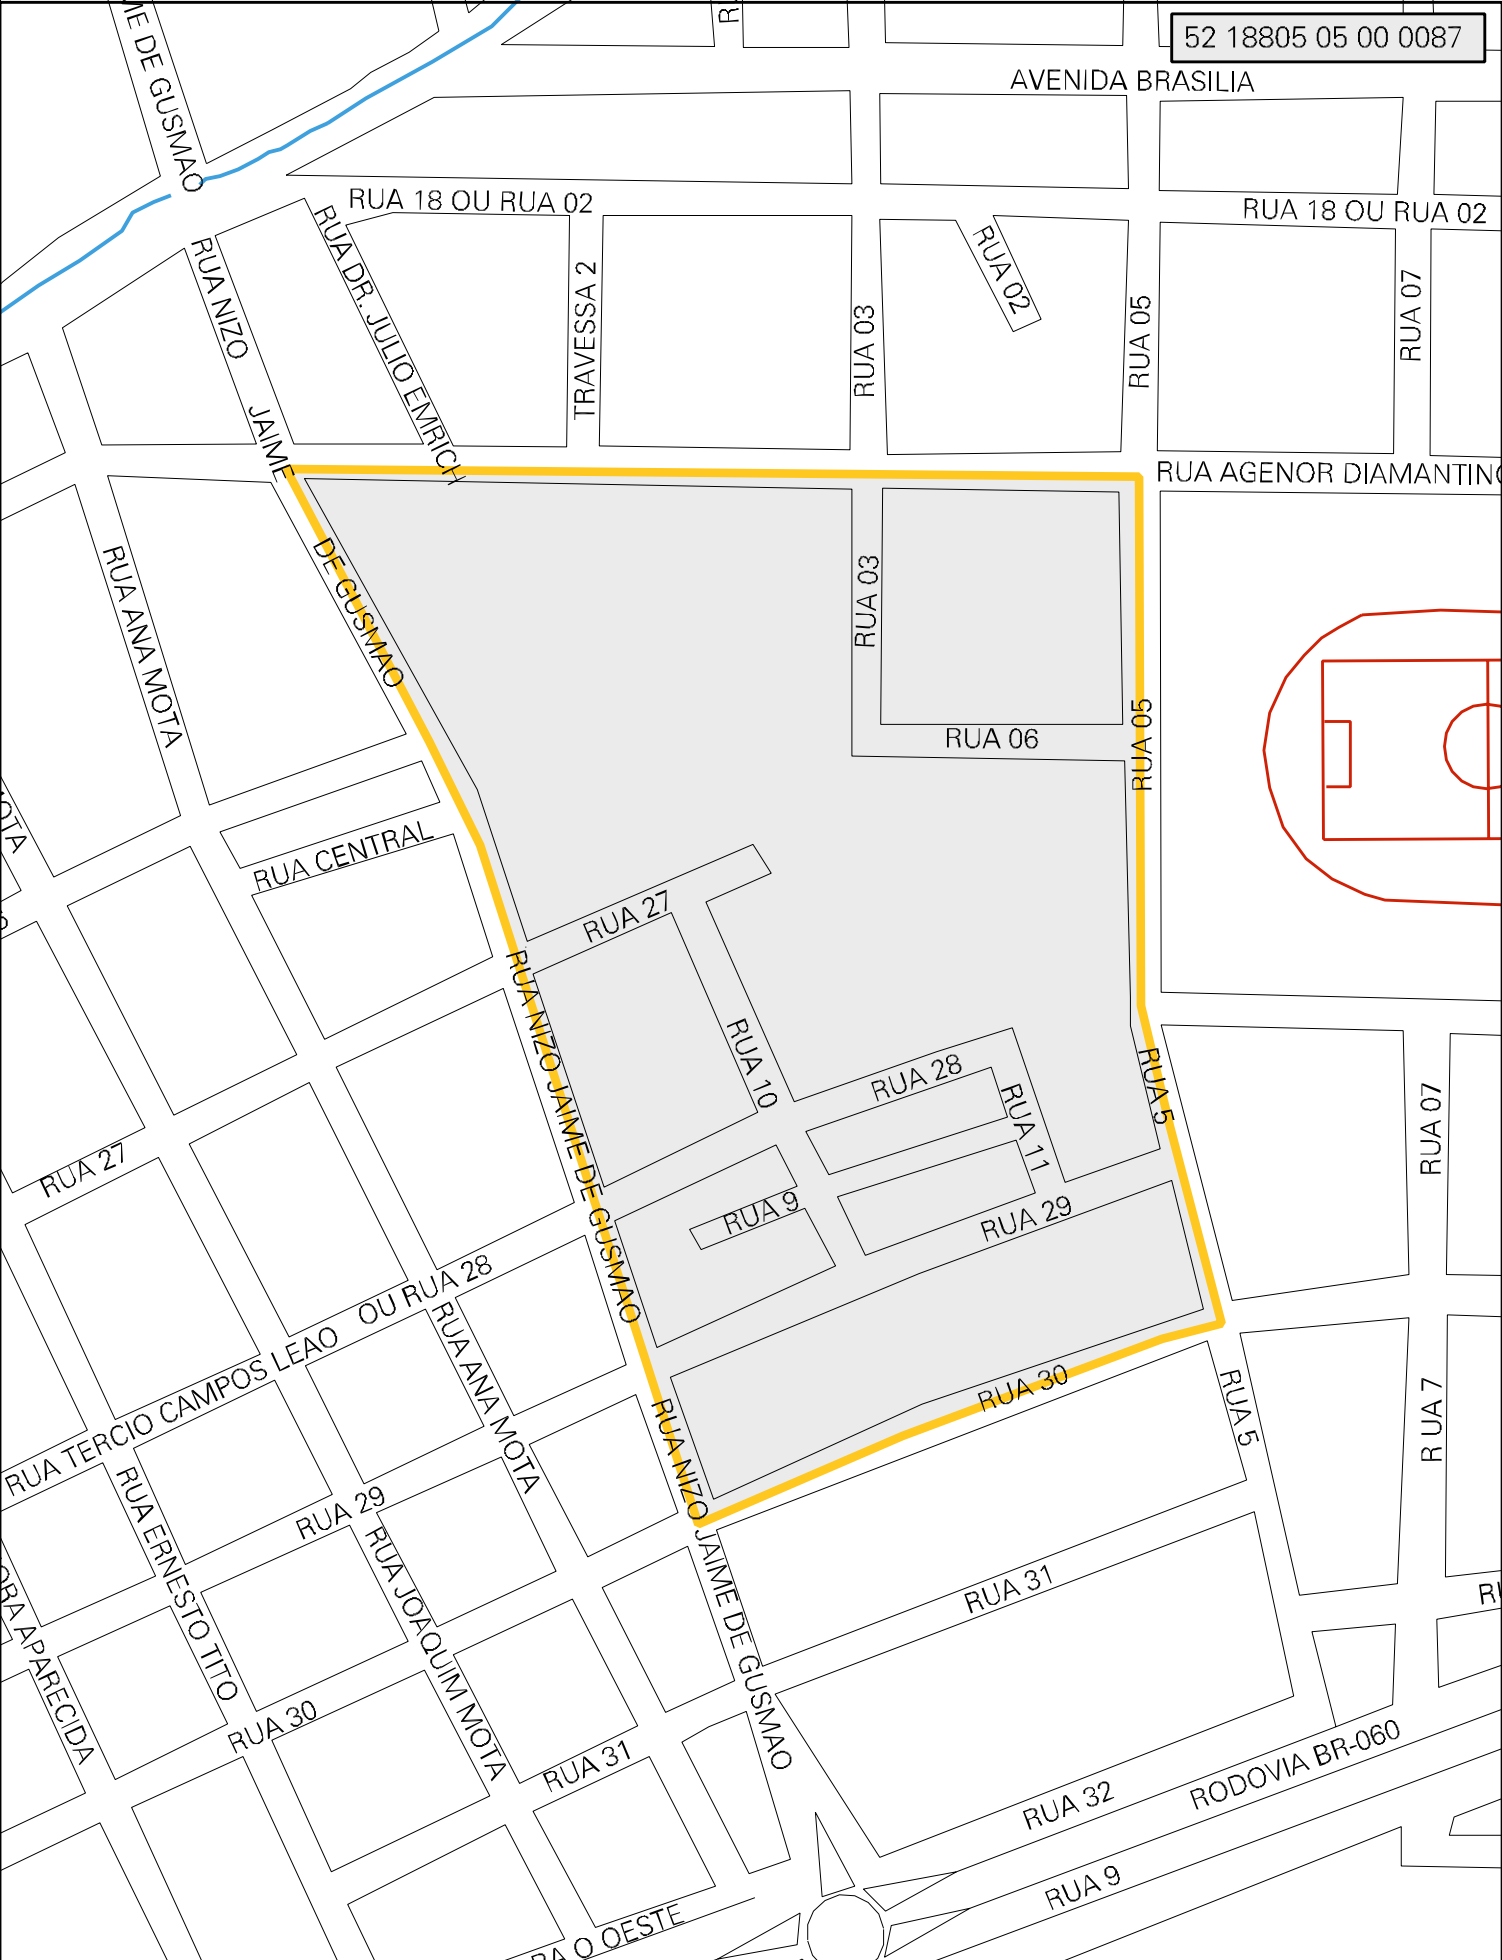 52 18805 05 00 0087
AVENIDA BRASILIA
DE GUSMAO
RUA 18 OU RUA 02
RUA 18 OU RUA 02
RUA NIZO
RUA DR. JULIO EMRICH
TRAVESSA 2
RUA 03
RUA 02
RUA 05
RUA 07
JAIME
RUA AGENOR DIAMANTINO
DE GUSMAO
RUA ANA MOTA
RUA 03
RUA 06
RUA 05
RUA CENTRAL
RUA 27
RUA NIZO JAIME DE GUSMAO
RUA 10
RUA 28
RUA 11
RUA 5
RUA 07
RUA 27
RUA 9
RUA 29
OU RUA 28
RUA TERCIO CAMPOS LEAO
RUA ANA MOTA
RUA 30
RUA 5
R UA 7
RUA NIZO JAIME DE GUSMAO
RUA ERNESTO TITO
RUA 29
RUA JOAQUIM MOTA
RUA 31
APARECIDA
RUA 30
RUA 31
RUA 32
RODOVIA BR-060
RUA 9
O OESTE